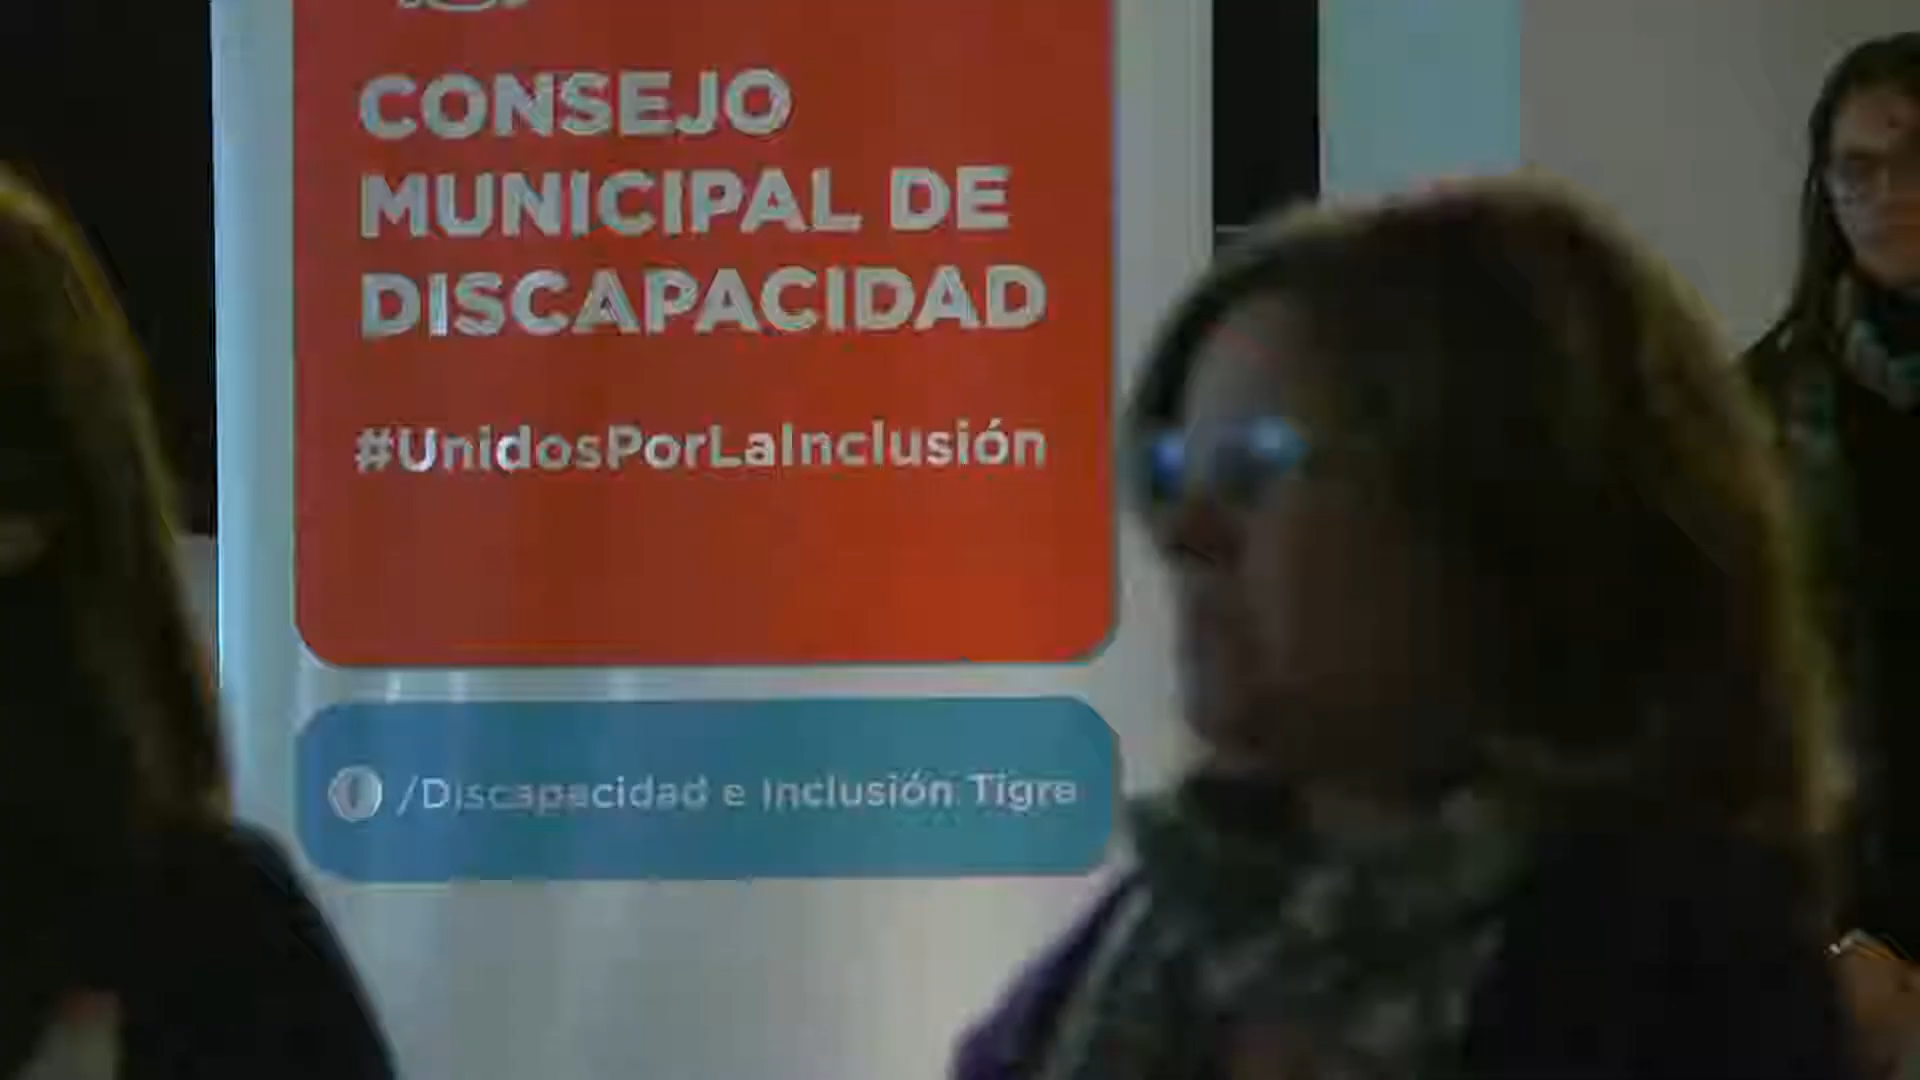 CONSEJO
MUNICIPAL DE
DISCAPACIDAD
#UnidosPorLaInclusión
/Discapacidad e Inclusión Tigre